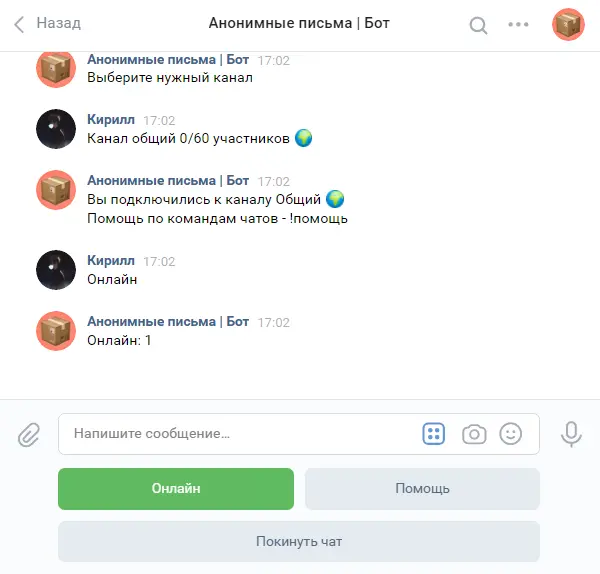 Назад
Анонимные письма | Бот
Анонимные письма | Бот 17:02
Выберите нужный канал
Кирилл 17:02
Канал общий 0/60 участников 🌍
Анонимные письма | Бот 17:02
Вы подключились к каналу Общий 🌍
Помощь по командам чатов - !помощь
Кирилл 17:02
Онлайн
Анонимные письма | Бот 17:02
Онлайн: 1
Напишите сообщение...
Онлайн
Помощь
Покинуть чат